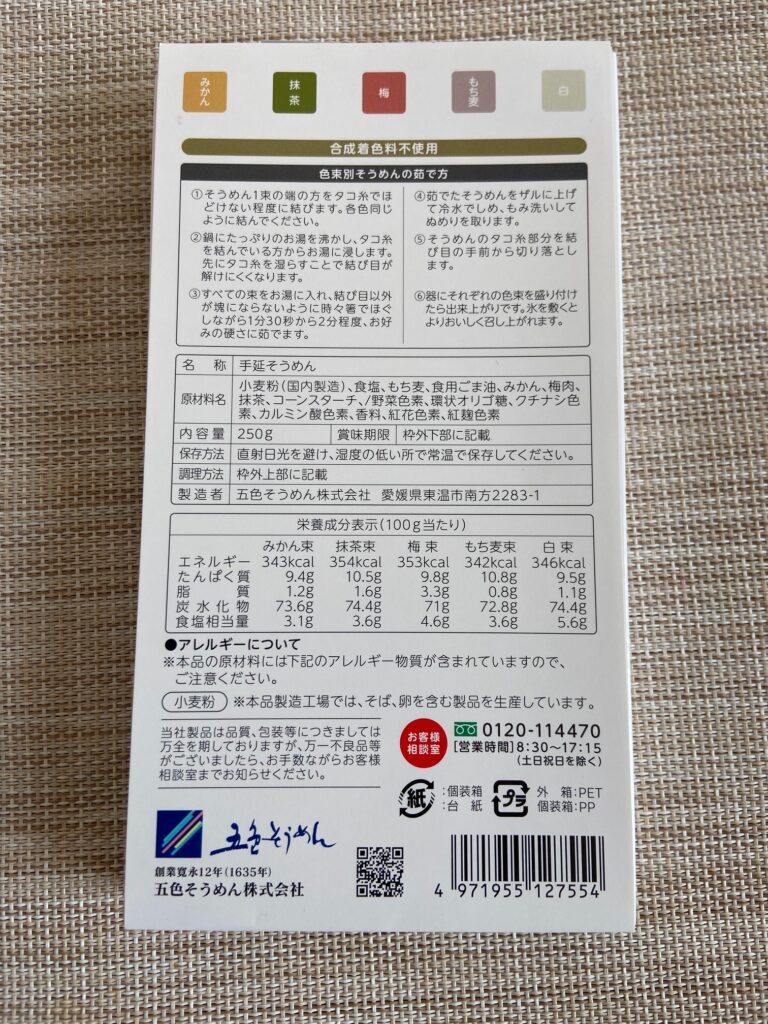 みかん
抹茶
梅
もち麦
白
合成着色料不使用
色束別そうめんの茹で方
①そうめん1束の端の方をタコ糸でほ
どけない程度に結びます。各色同じ
ように結んでください。
②鍋にたっぷりのお湯を沸かし、タコ糸
を結んでいる方からお湯に浸します。
先にタコ糸を湿らすことで結び目が
解けにくくなります。
③すべての束をお湯に入れ、結び目以外
が塊にならないように時々箸でほぐ
しながら1分30秒から2分程度、お好
みの硬さに茹でます。
④茹でたそうめんをザルに上げ
て冷水でしめ、もみ洗いして
ぬめりを取ります。
⑤そうめんのタコ糸部分を結
び目の手前から切り落とし
ます。
⑥器にそれぞれの色束を盛り付け
たら出来上がりです。氷を敷くと
よりおいしく召し上がれます。
名 称 手延そうめん
原材料名 小麦粉(国内製造)、食塩、もち麦、食用ごま油、みかん、梅肉、
抹茶、コーンスターチ、/野菜色素、環状オリゴ糖、クチナシ色
素、カルミン酸色素、香料、紅花色素、紅麹色素
内容量 250g 賞味期限 枠外下部に記載
保存方法 直射日光を避け、湿度の低い所で常温で保存してください。
調理方法 枠外上部に記載
製造者 五色そうめん株式会社 愛媛県東温市南方2283-1
栄養成分表示(100g当たり)
みかん束 抹茶束 梅束 もち麦束 白束
エネルギー 343kcal 354kcal 353kcal 342kcal 346kcal
たんぱく質 9.4g 10.5g 9.8g 10.8g 9.5g
脂質 1.2g 1.6g 3.3g 0.8g 1.1g
炭水化物 73.6g 74.4g 71g 72.8g 74.4g
食塩相当量 3.1g 3.6g 4.6g 3.6g 5.6g
●アレルギーについて
※本品の原材料には下記のアレルギー物質が含まれていますので、
ご注意ください。
小麦粉 ※本品製造工場では、そば、卵を含む製品を生産しています。
当社製品は品質、包装等につきましては
万全を期しておりますが、万一不良品等
がございましたら、お手数ながらお客様
相談室までお知らせください。
お客様
相談室
0120-114470
[営業時間]8:30～17:15
(土日祝日を除く)
紙 :個装箱
:台紙
プラ 外箱:PET
個装箱:PP
五色そうめん
創業寛永12年(1635年)
五色そうめん株式会社
4 971955 127554